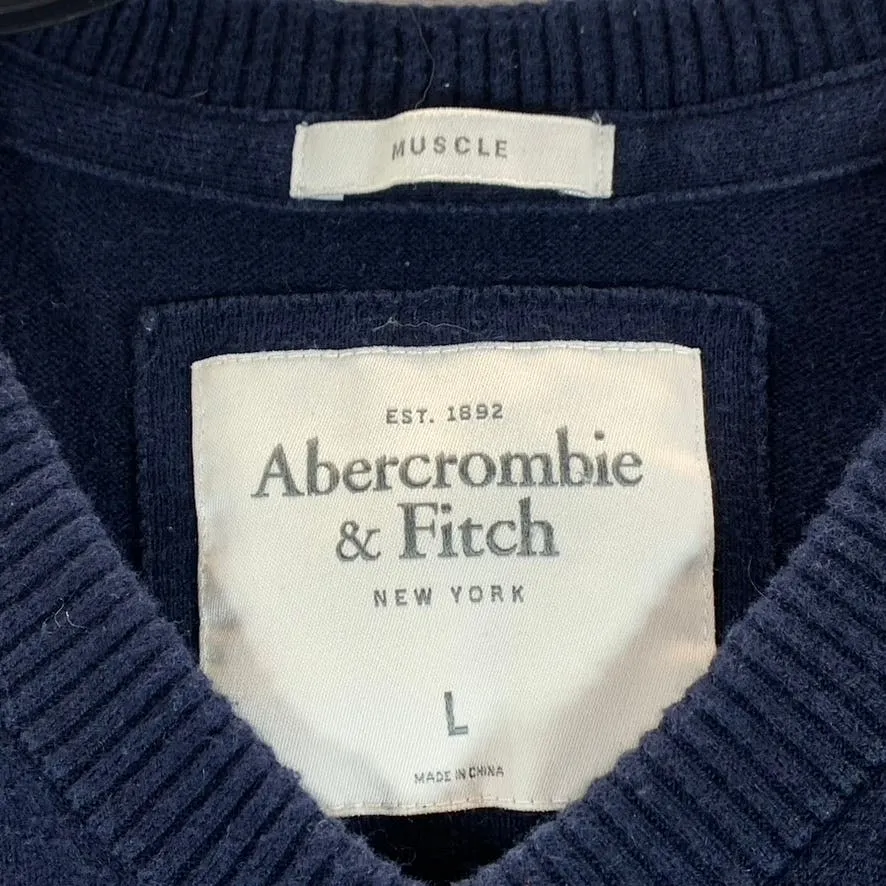 MUSCLE
EST. 1892
Abercrombie
& Fitch
NEW YORK
L
MADE IN CHINA